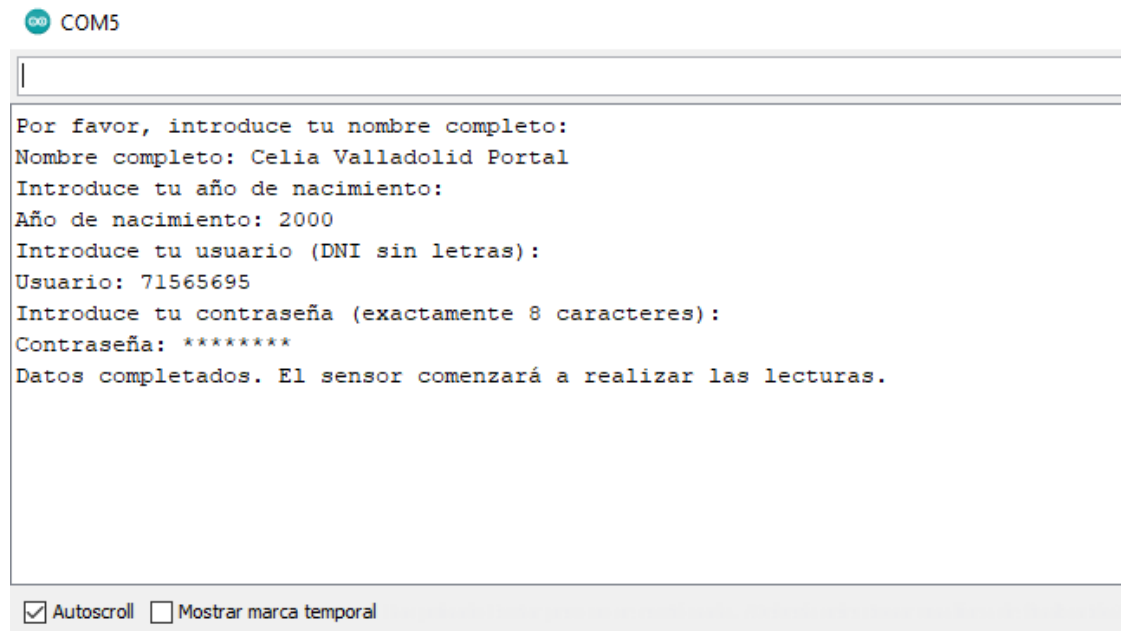 COM5
Por favor, introduce tu nombre completo:
Nombre completo: Celia Valladolid Portal
Introduce tu año de nacimiento:
Año de nacimiento: 2000
Introduce tu usuario (DNI sin letras):
Usuario: 71565695
Introduce tu contraseña (exactamente 8 caracteres):
Contraseña: ********
Datos completados. El sensor comenzará a realizar las lecturas.
Autoscroll Mostrar marca temporal